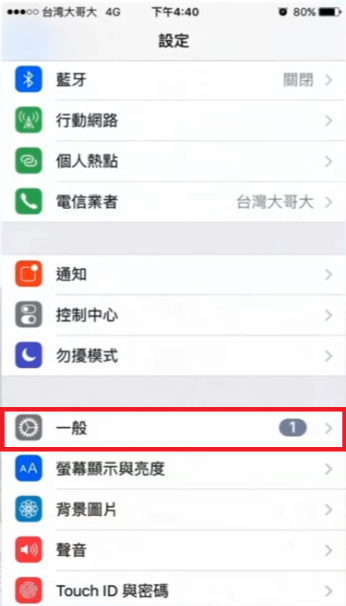 台灣大哥大 4G 下午4:40 80%
設定
藍牙 關閉
行動網路
個人熱點
電信業者 台灣大哥大
通知
控制中心
勿擾模式
一般 1
AA 螢幕顯示與亮度
背景圖片
聲音
Touch ID 與密碼